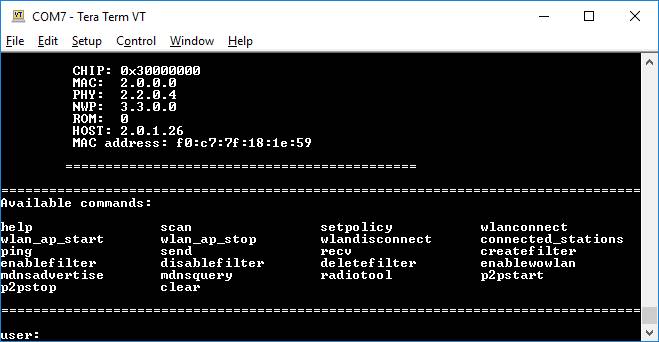 COM7 - Tera Term VT
File Edit Setup Control Window Help
CHIP: 0x30000000
MAC: 2.0.0.0
PHY: 2.2.0.4
NWP: 3.3.0.0
ROM: 0
HOST: 2.0.1.26
MAC address: f0:c7:7f:18:1e:59
============================================
================================================================================
Available commands:
help scan setpolicy wlanconnect
wlan_ap_start wlan_ap_stop wlandisconnect connected_stations
ping send recv createfilter
enablefilter disablefilter deletefilter enablewowlan
mdnsadvertise mdnsquery radiotool p2pstart
p2pstop clear
================================================================================
user: